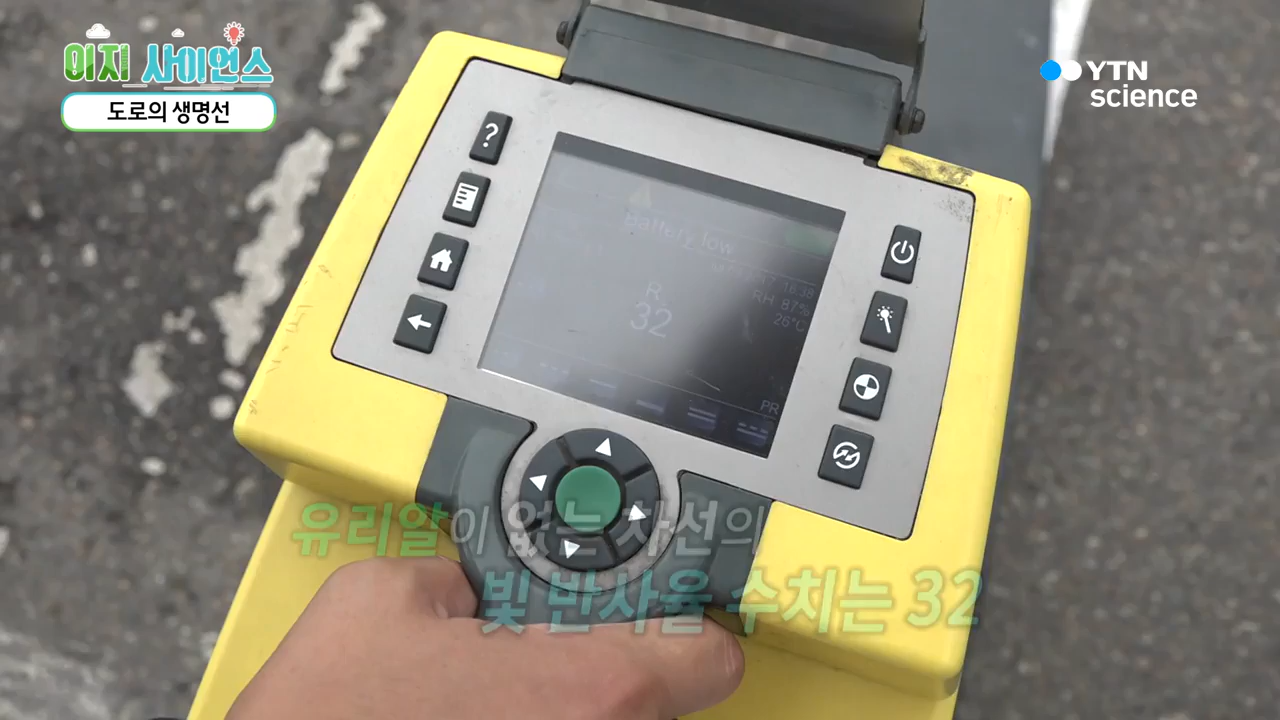 이지 사이언스
도로의 생명선
YTN
science
?
Battery low
16:38
RH 87%
26°C
R
32
PR
유리알이 없는 차선의
빛 반사율 수치는 32